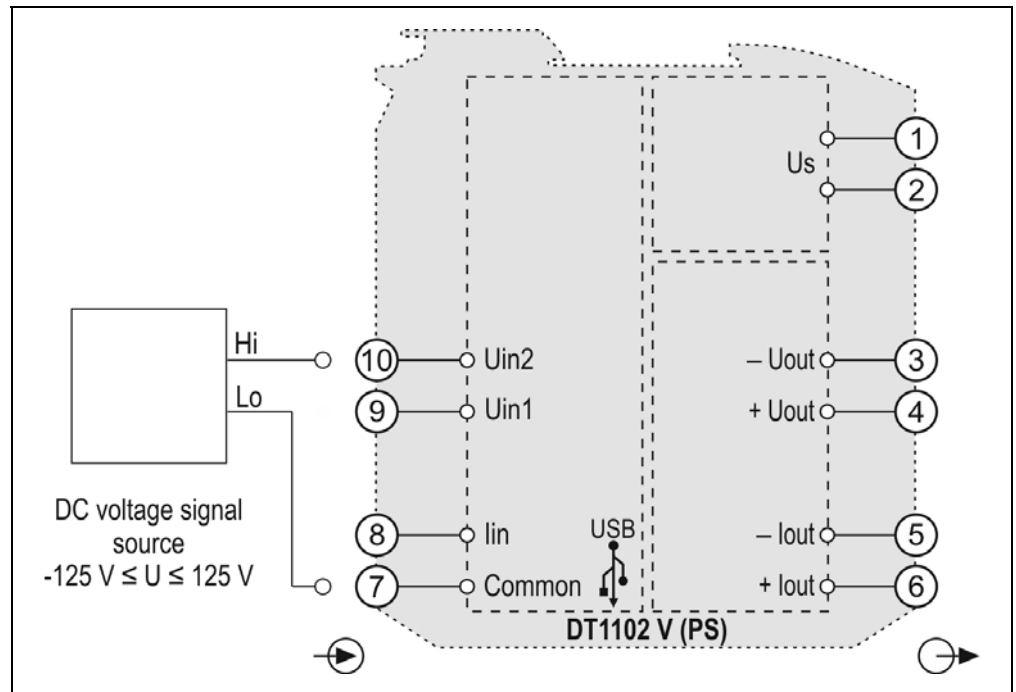 1
Us
2
Hi
10
Uin2
– Uout
3
Lo
9
Uin1
+ Uout
4
DC voltage signal
source
-125 V ≤ U ≤ 125 V
8
Iin
USB
– Iout
5
7
Common
+ Iout
6
DT1102 V (PS)